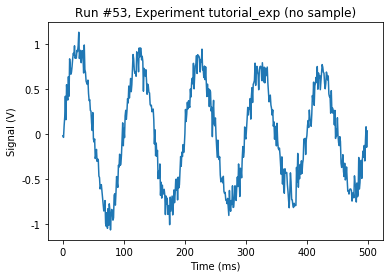 Run #53, Experiment tutorial_exp (no sample)
1
0.5
0
-0.5
-1
Signal (V)
0 100 200 300 400 500
Time (ms)